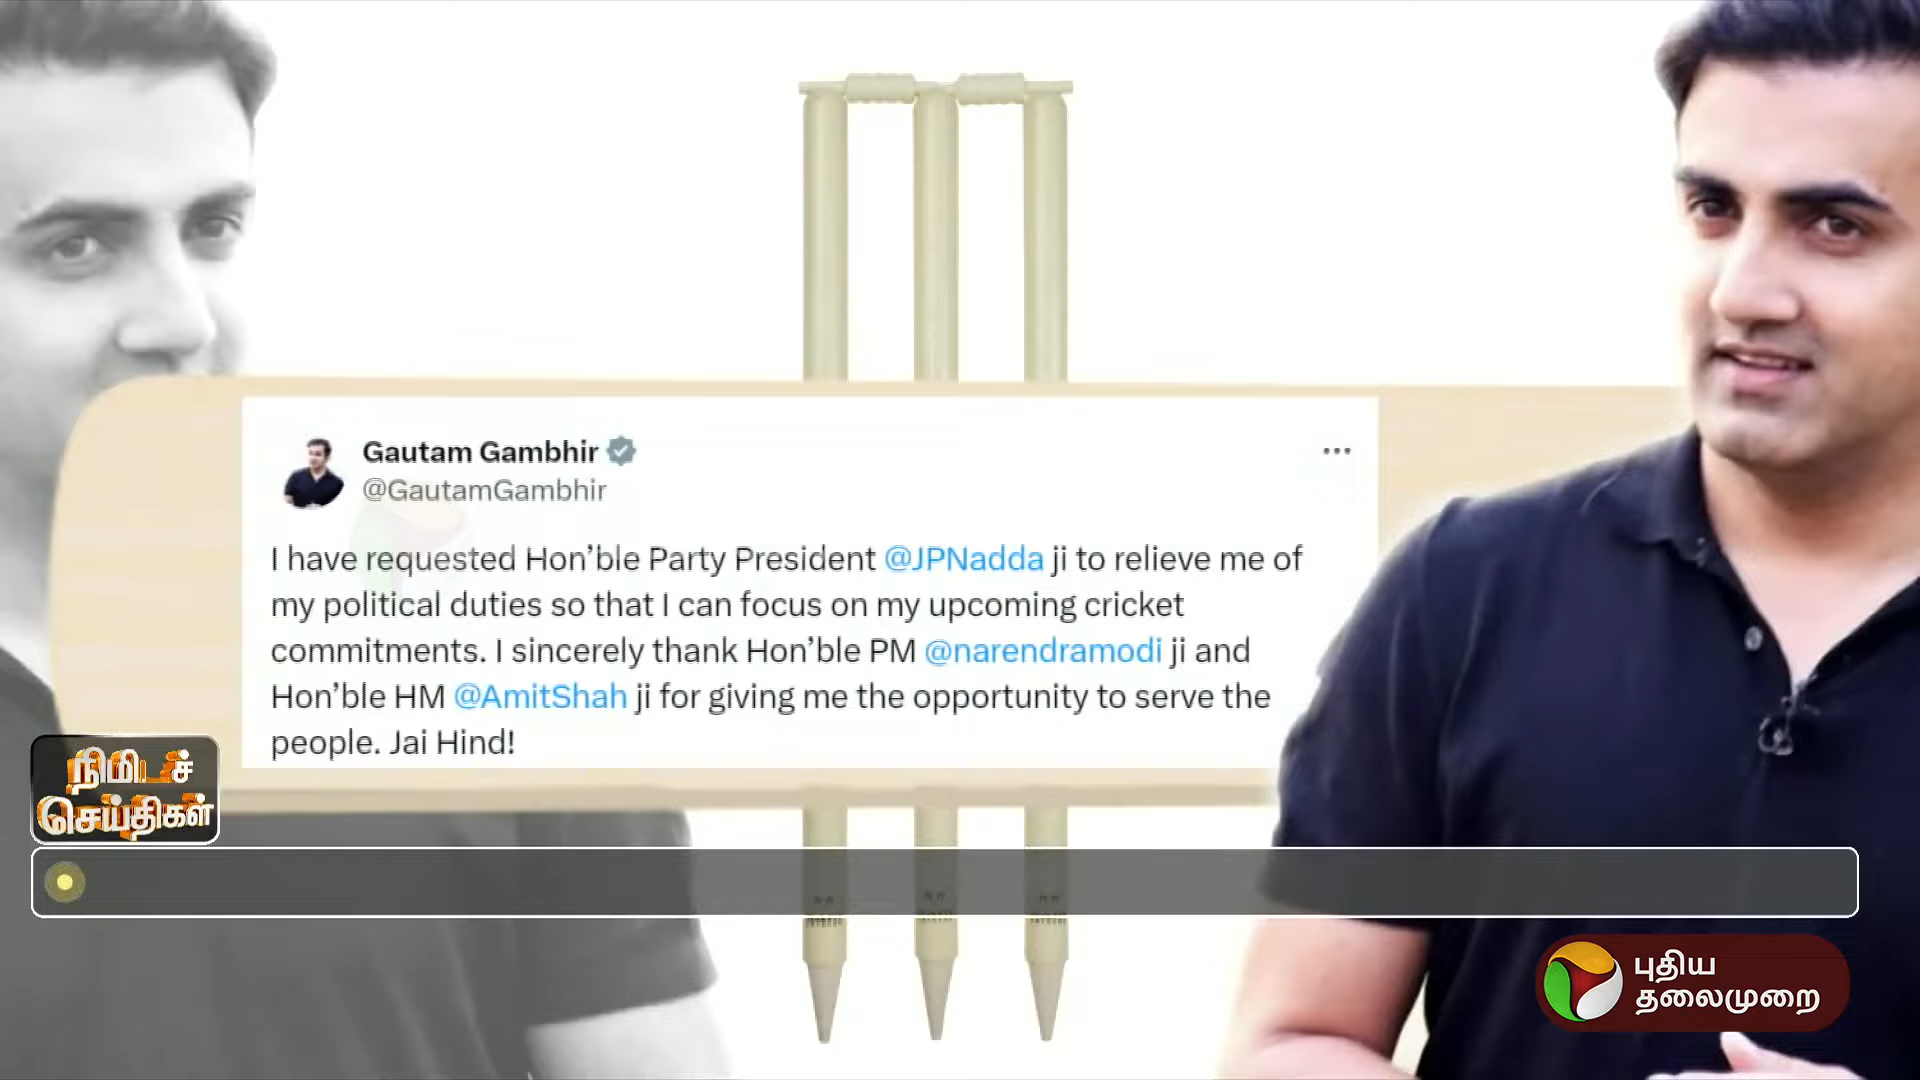 Gautam Gambhir
@GautamGambhir
I have requested Hon’ble Party President @JPNadda ji to relieve me of
my political duties so that I can focus on my upcoming cricket
commitments. I sincerely thank Hon’ble PM @narendramodi ji and
Hon’ble HM @AmitShah ji for giving me the opportunity to serve the
people. Jai Hind!
நிமிடச்
செய்திகள்
புதிய
தலைமுறை